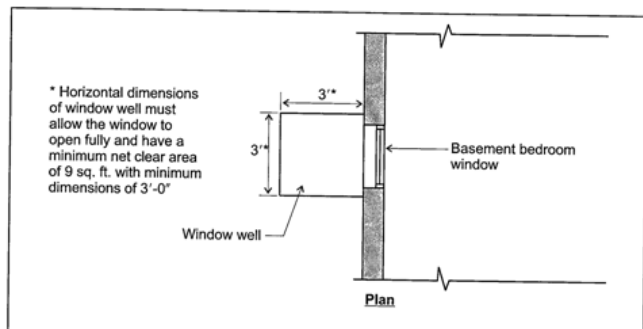 * Horizontal dimensions
of window well must
allow the window to
open fully and have a
minimum net clear area
of 9 sq. ft. with minimum
dimensions of 3'-0"
3'*
3'*
Basement bedroom
window
Window well
Plan